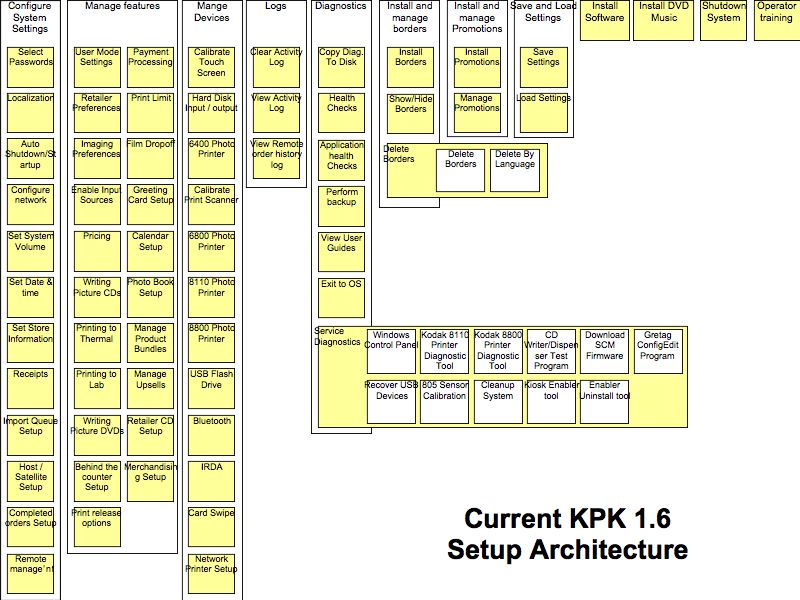 Configure
System
Settings
Select
Passwords
Localization
Auto
Shutdown/St
artup
Configure
network
Set System
Volume
Set Date &
time
Set Store
Information
Receipts
Import Queue
Setup
Host /
Satellite
Setup
Completed
orders Setup
Remote
Manage features
User Mode
Settings
Retailer
Preferences
Imaging
Preferences
Enable Input
Sources
Pricing
Writing
Picture CDs
Printing to
Thermal
Printing to
Lab
Writing
Picture DVDs
Behind the
counter
Setup
Print release
options
Payment
Processing
Print Limit
Film Dropoff
Greeting
Card Setup
Calendar
Setup
Photo Book
Setup
Manage
Product
Bundles
Manage
Upsells
Retailer CD
Setup
Merchandisin
g Setup
Mange
Devices
Calibrate
Touch
Screen
Hard Disk
Input / output
6400 Photo
Printer
Calibrate
Print Scanner
6800 Photo
Printer
8110 Photo
Printer
8800 Photo
Printer
USB Flash
Drive
Bluetooth
IRDA
Card Swipe
Network
Printer Setup
Logs
Clear Activity
Log
View Activity
Log
View Remote
order history
log
Diagnostics
Copy Diag.
To Disk
Health
Checks
Application
health
Checks
Perform
backup
View User
Guides
Exit to OS
Service
Diagnostics
Windows
Control Panel
Kodak 8110
Printer
Diagnostic
Tool
Kodak 8800
Printer
Diagnostic
Tool
CD
Writer/Dispen
ser Test
Program
Download
SCM
Firmware
Gretag
ConfigEdit
Program
Recover USB
Devices
805 Sensor
Calibration
Cleanup
System
Kiosk Enabler
tool
Enabler
Uninstall tool
Install and
manage
borders
Install
Borders
Show/Hide
Borders
Delete
Borders
Delete
Borders
Delete By
Language
Install and
manage
Promotions
Install
Promotions
Manage
Promotions
Save and Load
Settings
Save
Settings
Load Settings
Install
Software
Install DVD
Music
Shutdown
System
Operator
training
Current KPK 1.6
Setup Architecture